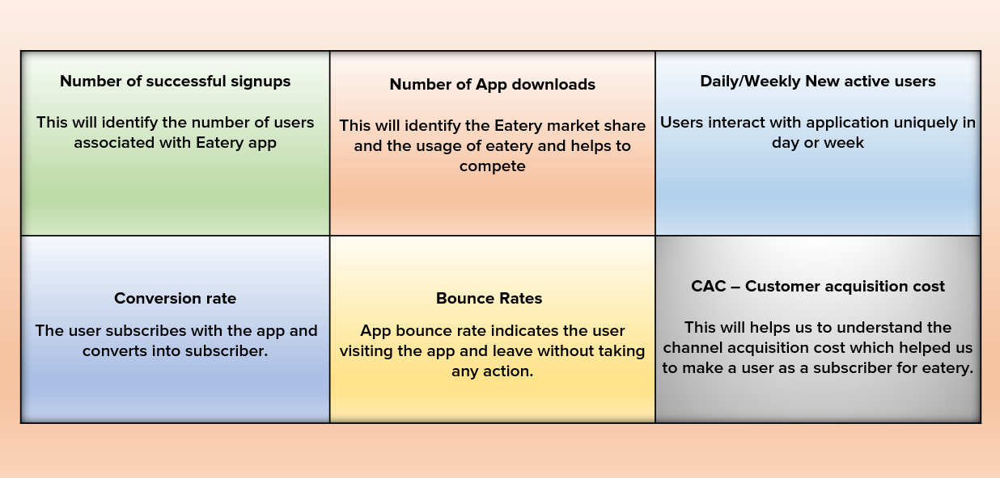 Number of successful signups
This will identify the number of users
associated with Eatery app
Number of App downloads
This will identify the Eatery market share
and the usage of eatery and helps to
compete
Daily/Weekly New active users
Users interact with application uniquely in
day or week
Conversion rate
The user subscribes with the app and
converts into subscriber.
Bounce Rates
App bounce rate indicates the user
visiting the app and leave without taking
any action.
CAC – Customer acquisition cost
This will helps us to understand the
channel acquisition cost which helped us
to make a user as a subscriber for eatery.